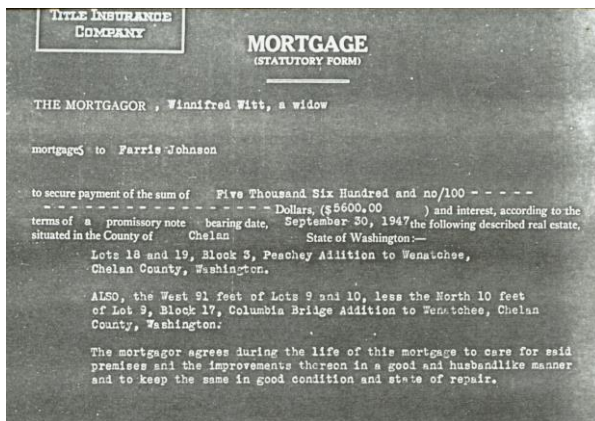 TITLE INSURANCE
COMPANY
MORTGAGE
(STATUTORY FORM)
THE MORTGAGOR , Winnifred Witt, a widow
mortgages to Farris Johnson
to secure payment of the sum of Five Thousand Six Hundred and no/100 - - - - -
- - - - - - - - - - - - - - - - - - Dollars, ($5600.00 ) and interest, according to the
terms of a promissory note bearing date, September 30, 1947 the following described real estate,
situated in the County of Chelan State of Washington:—
Lots 18 and 19, Block 3, Peachey Addition to Wenatchee,
Chelan County, Washington.
ALSO, the West 91 feet of Lots 9 and 10, less the North 10 feet
of Lot 9, Block 17, Columbia Bridge Addition to Wenatchee, Chelan
County, Washington.
The mortgagor agrees during the life of this mortgage to care for said
premises and the improvements thereon in a good and husbandlike manner
and to keep the same in good condition and state of repair.